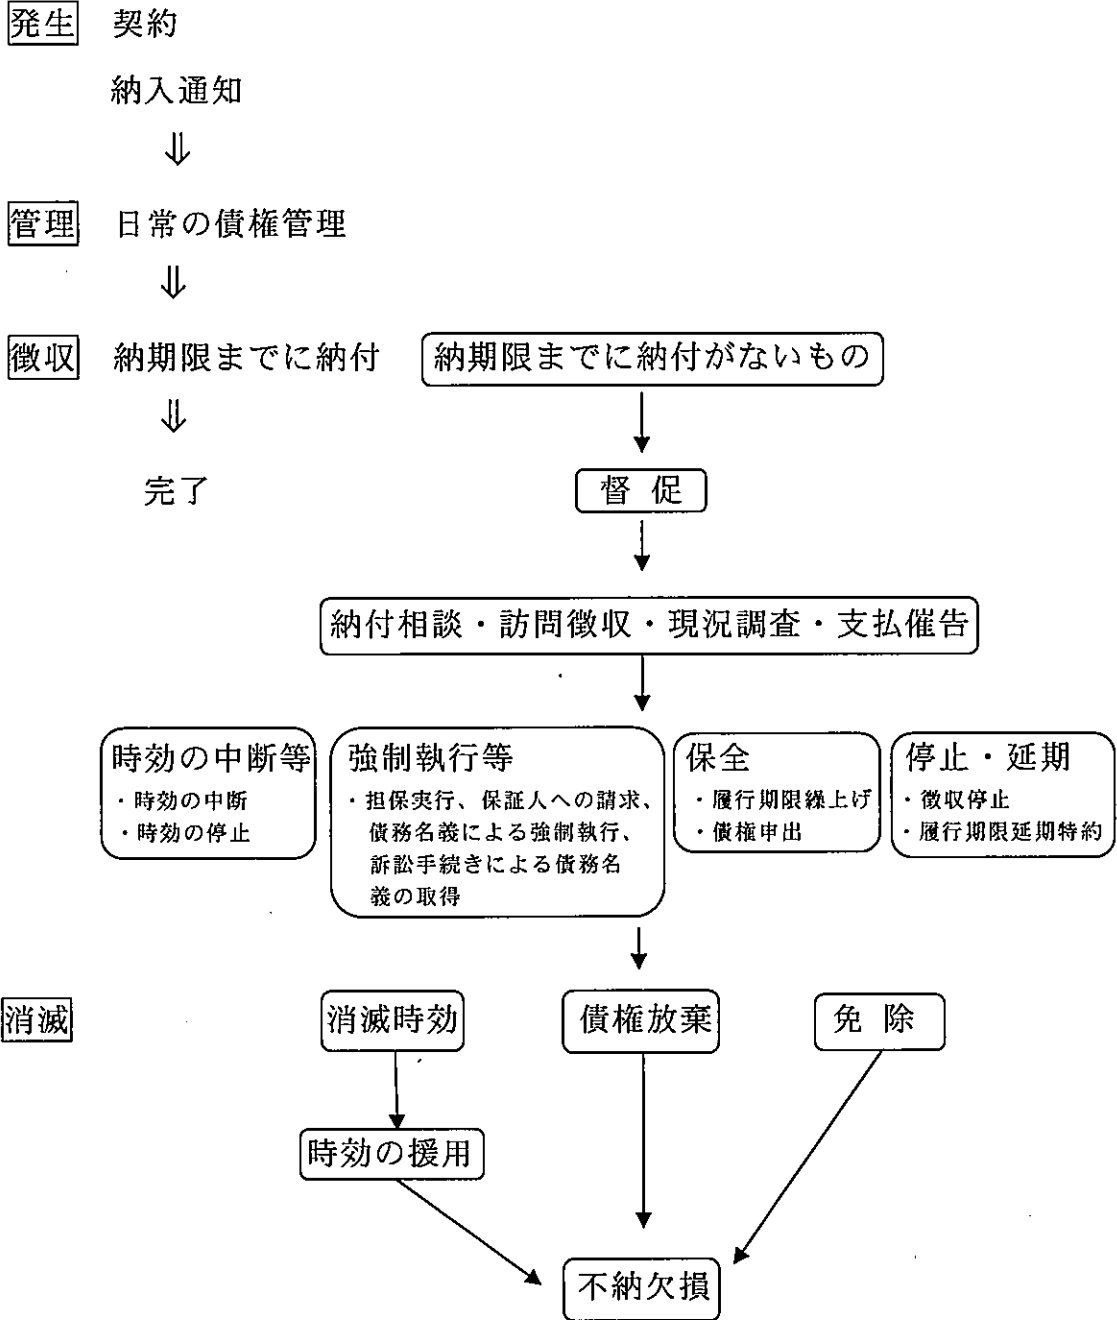 発生 契約
納入通知
⇓
管理 日常の債権管理
⇓
徴収 納期限までに納付 納期限までに納付がないもの
⇓
完了 督 促
納付相談・訪問徴収・現況調査・支払催告
時効の中断等
・時効の中断
・時効の停止
強制執行等
・担保実行、保証人への請求、
債務名義による強制執行、
訴訟手続きによる債務名
義の取得
保全
・履行期限繰上げ
・債権申出
停止・延期
・徴収停止
・履行期限延期特約
消滅 消滅時効 債権放棄 免 除
時効の援用
不納欠損